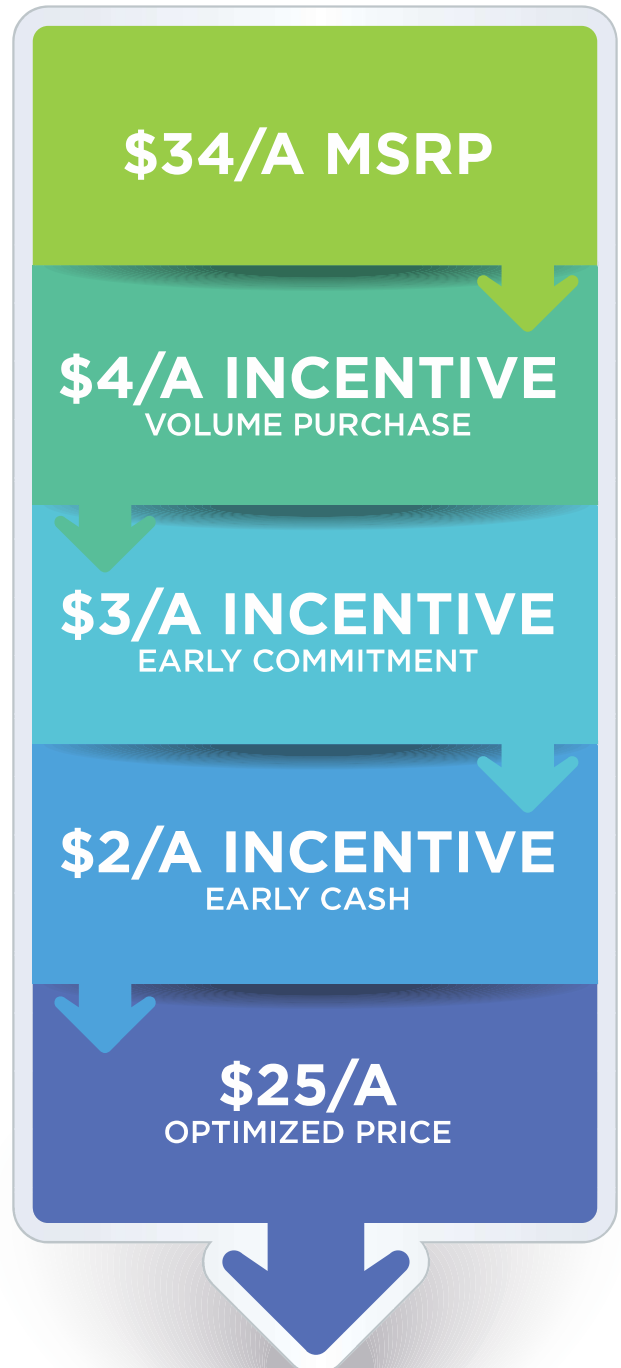 $34/A MSRP
$4/A INCENTIVE
VOLUME PURCHASE
$3/A INCENTIVE
EARLY COMMITMENT
$2/A INCENTIVE
EARLY CASH
$25/A
OPTIMIZED PRICE